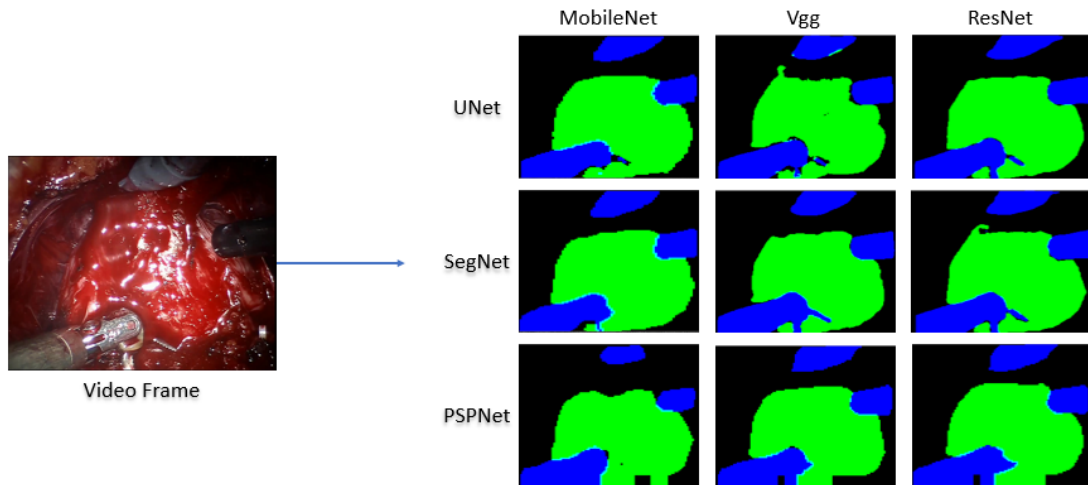 MobileNet Vgg ResNet
UNet
SegNet
Video Frame
PSPNet